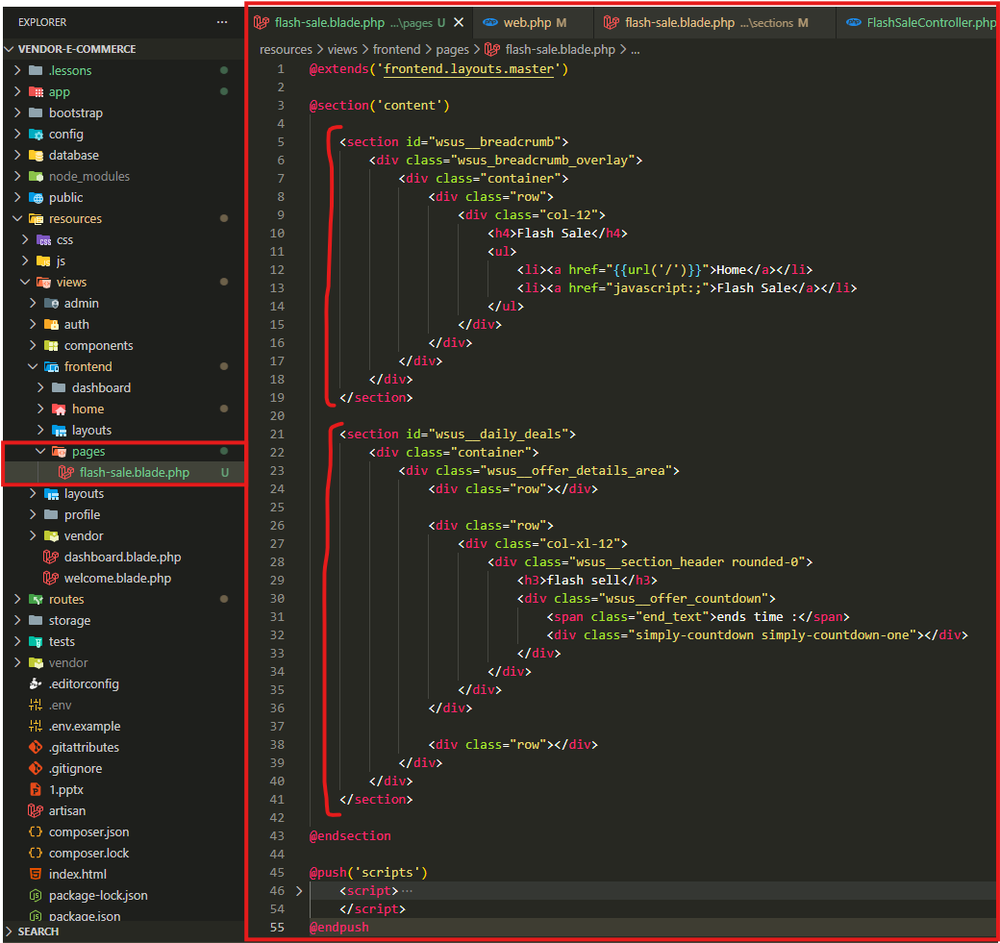 EXPLORER ···
VENDOR-E-COMMERCE
.lessons
app
bootstrap
config
database
node_modules
public
resources
css
js
views
admin
auth
components
frontend
dashboard
home
layouts
pages
flash-sale.blade.php U
layouts
profile
vendor
dashboard.blade.php
welcome.blade.php
routes
storage
tests
vendor
.editorconfig
.env
.env.example
.gitattributes
.gitignore
1.pptx
artisan
composer.json
composer.lock
index.html
package-lock.json
package.json
SEARCH
flash-sale.blade.php ...\pages U web.php M flash-sale.blade.php ...\sections M FlashSaleController.php
resources > views > frontend > pages > flash-sale.blade.php > ...
1 @extends('frontend.layouts.master')
2
3 @section('content')
4
5 <section id="wsus__breadcrumb">
6 <div class="wsus_breadcrumb_overlay">
7 <div class="container">
8 <div class="row">
9 <div class="col-12">
10 <h4>Flash Sale</h4>
11 <ul>
12 <li><a href="{{url('/')}}">Home</a></li>
13 <li><a href="javascript:;">Flash Sale</a></li>
14 </ul>
15 </div>
16 </div>
17 </div>
18 </div>
19 </section>
20
21 <section id="wsus__daily_deals">
22 <div class="container">
23 <div class="wsus__offer_details_area">
24 <div class="row"></div>
25
26 <div class="row">
27 <div class="col-xl-12">
28 <div class="wsus__section_header rounded-0">
29 <h3>flash sell</h3>
30 <div class="wsus__offer_countdown">
31 <span class="end_text">ends time :</span>
32 <div class="simply-countdown simply-countdown-one"></div>
33 </div>
34 </div>
35 </div>
36 </div>
37
38 <div class="row"></div>
39 </div>
40 </div>
41 </section>
42
43 @endsection
44
45 @push('scripts')
46 <script>···
54 </script>
55 @endpush